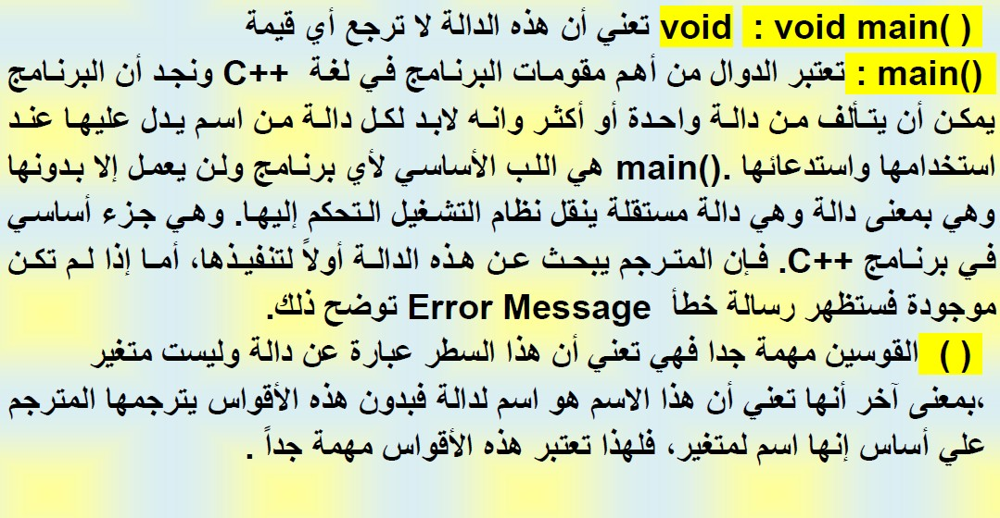 void main( ) : void تعني أن هذه الدالة لا ترجع أي قيمة
main() : تعتبر الدوال من أهم مقومات البرنامج في لغة C++ ونجد أن البرنامج
يمكن أن يتألف من دالة واحدة أو أكثر وانه لابد لكل دالة من اسم يدل عليها عند
استخدامها واستدعائها .main() هي اللب الأساسي لأي برنامج ولن يعمل إلا بدونها
وهي بمعنى دالة وهي دالة مستقلة ينقل نظام التشغيل التحكم إليها. وهي جزء أساسي
في برنامج C++. فإن المترجم يبحث عن هذه الدالة أولاً لتنفيذها، أما إذا لم تكن
موجودة فستظهر رسالة خطأ Error Message توضح ذلك.
( ) القوسين مهمة جدا فهي تعني أن هذا السطر عبارة عن دالة وليست متغير
،بمعنى آخر أنها تعني أن هذا الاسم هو اسم لدالة فبدون هذه الأقواس يترجمها المترجم
علي أساس إنها اسم لمتغير، فلهذا تعتبر هذه الأقواس مهمة جداً .